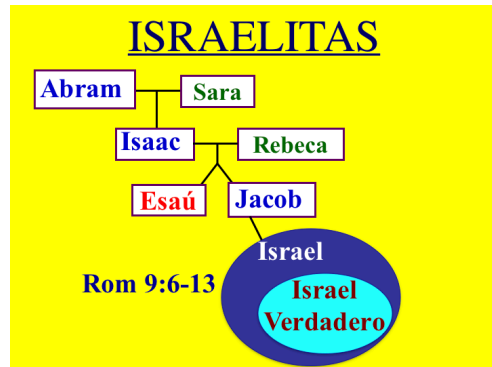 ISRAELITAS
Abram
Sara
Isaac
Rebeca
Esaú
Jacob
Israel
Rom 9:6-13
Israel
Verdadero